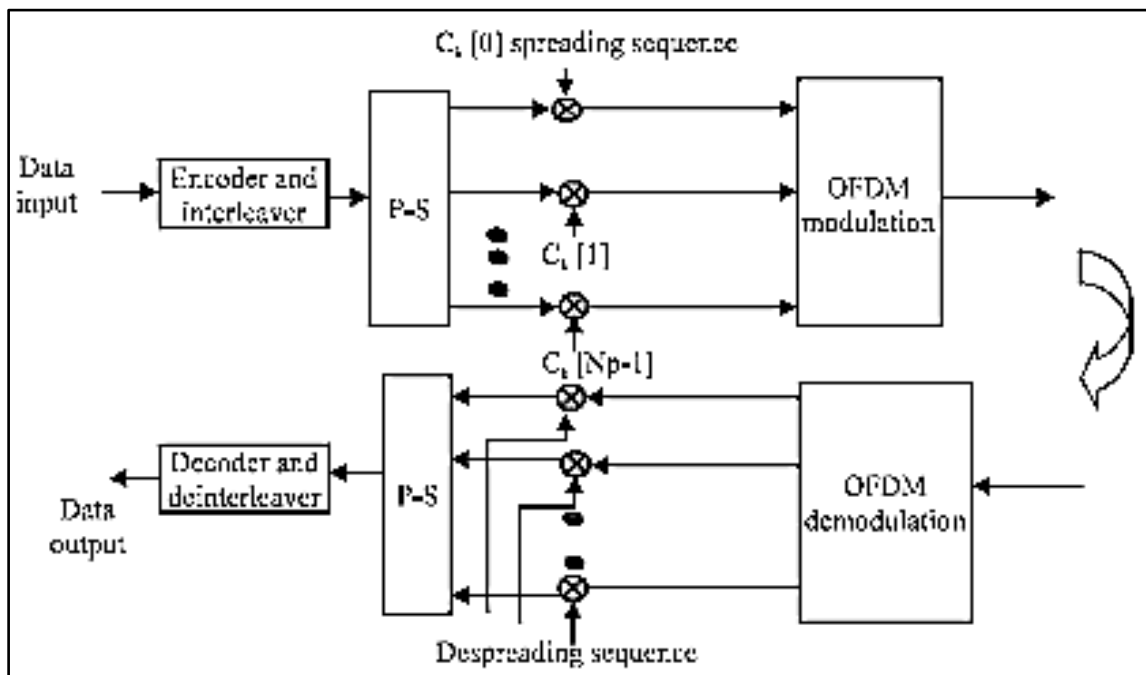 Cₖ [0] spreading sequence
Data
input
Encoder and
interleaver
P-S
OFDM
modulation
Cₖ [1]
Cₖ [Np-1]
Data
output
Decoder and
deinterleaver
P-S
OFDM
demodulation
Despreading sequence